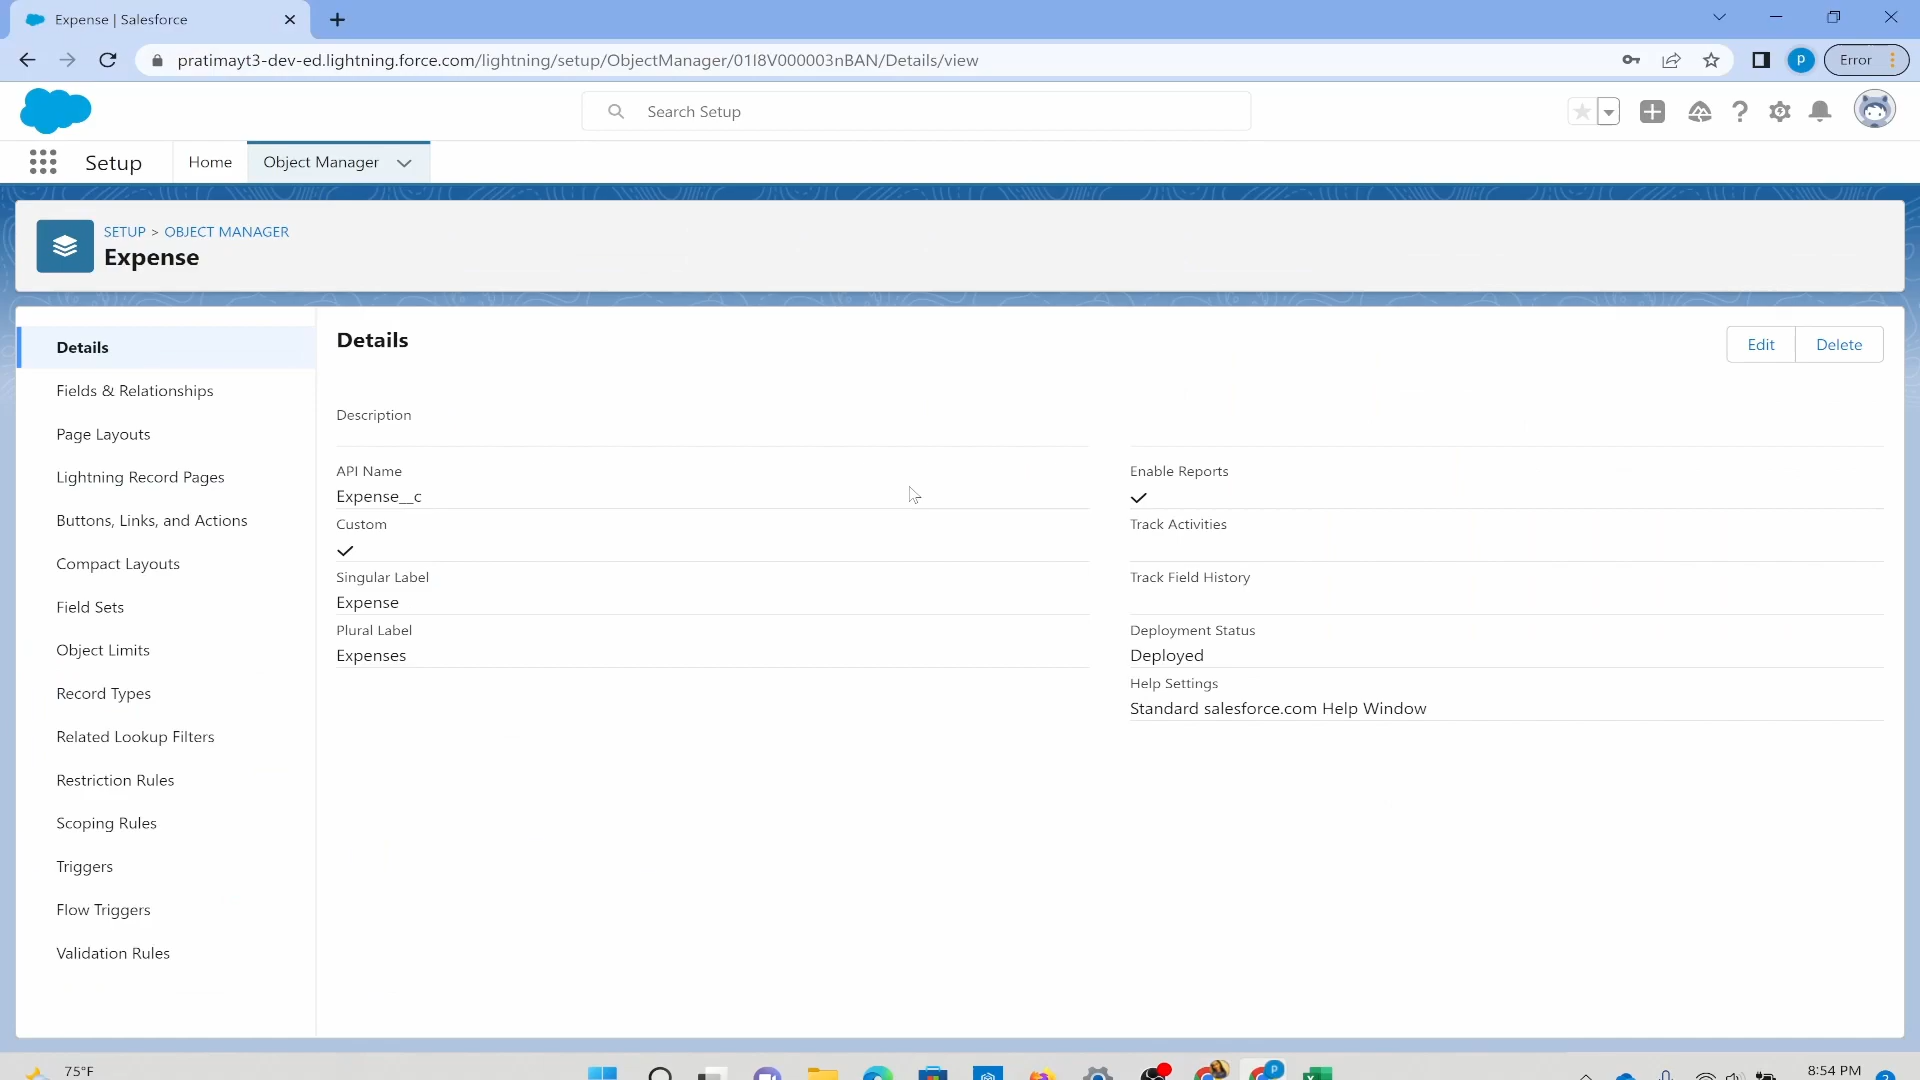 Expense | Salesforce
pratimayt3-dev-ed.lightning.force.com/lightning/setup/ObjectManager/01I8V000003nBAN/Details/view
P
Error
Search Setup
Setup
Home
Object Manager
SETUP > OBJECT MANAGER
Expense
Details
Fields & Relationships
Page Layouts
Lightning Record Pages
Buttons, Links, and Actions
Compact Layouts
Field Sets
Object Limits
Record Types
Related Lookup Filters
Restriction Rules
Scoping Rules
Triggers
Flow Triggers
Validation Rules
Details
Edit
Delete
Description
API Name
Expense__c
Custom
Singular Label
Expense
Plural Label
Expenses
Enable Reports
Track Activities
Track Field History
Deployment Status
Deployed
Help Settings
Standard salesforce.com Help Window
75°F
P
8:54 PM